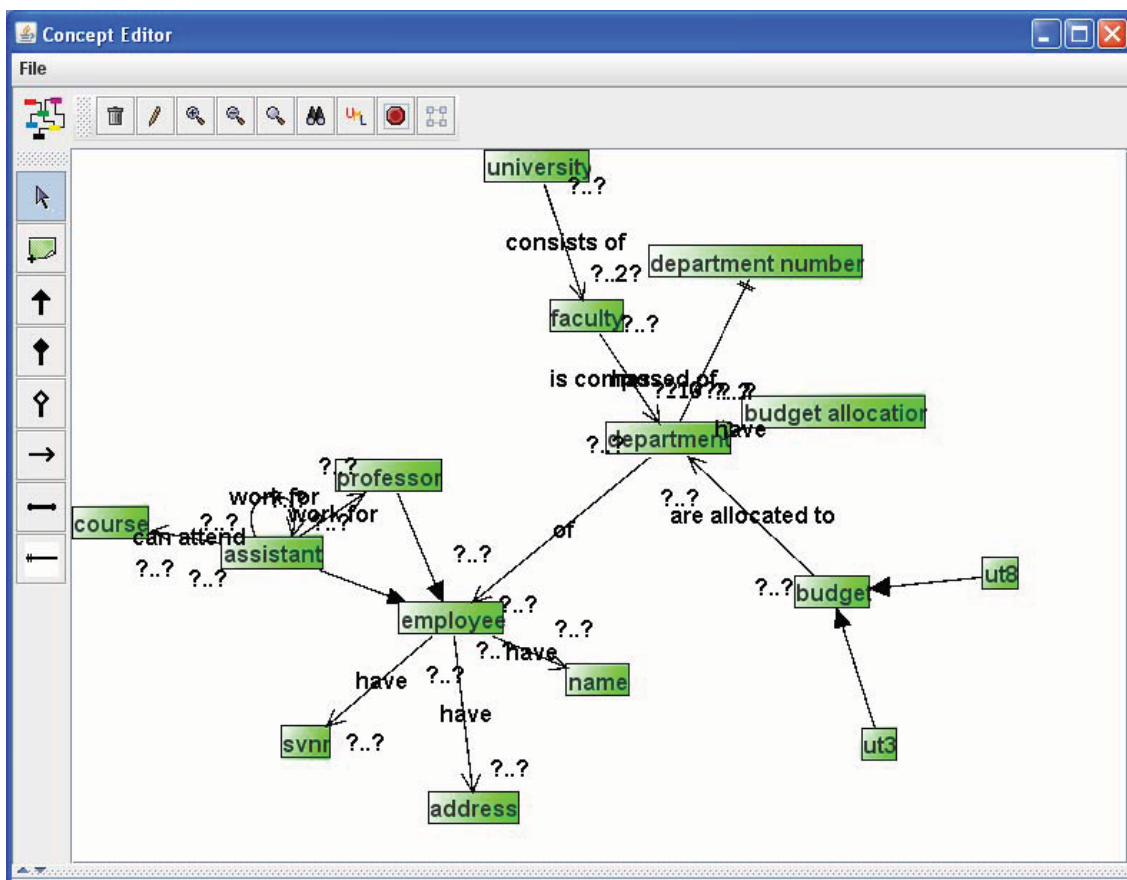 Concept Editor
File
UML
university
?..?
consists of
department number
?..2?
faculty
?..?
is composed of
has
?..?
budget allocation
department
have
?..?
professor
?..?
?..?
work for
work for
are allocated to
course
?..?
?..?
can attend
of
assistant
?..?
?..?
?..?
ut8
?..?
budget
employee
?..?
?..?
?..?
have
?..?
have
name
have
svnr
?..?
ut3
?..?
address